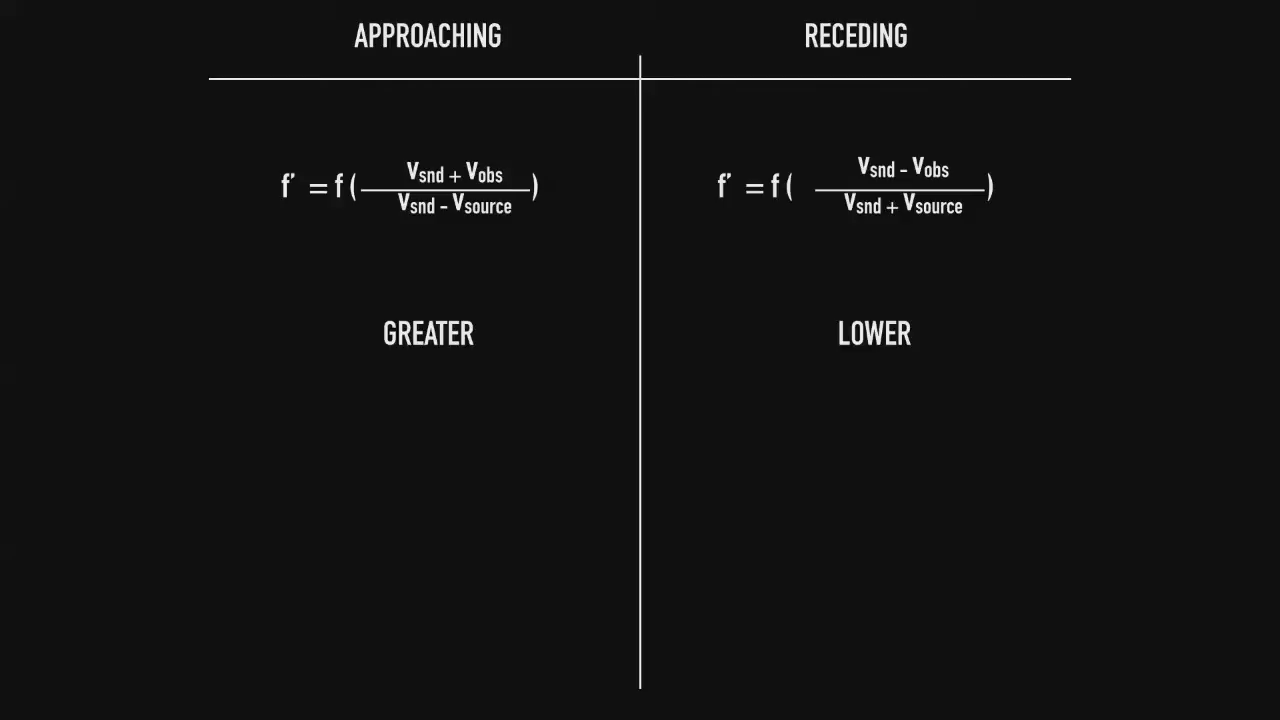 APPROACHING
RECEDING
f' = f ( vsnd + vobs / vsnd - vsource )
f' = f ( vsnd - vobs / vsnd + vsource )
GREATER
LOWER